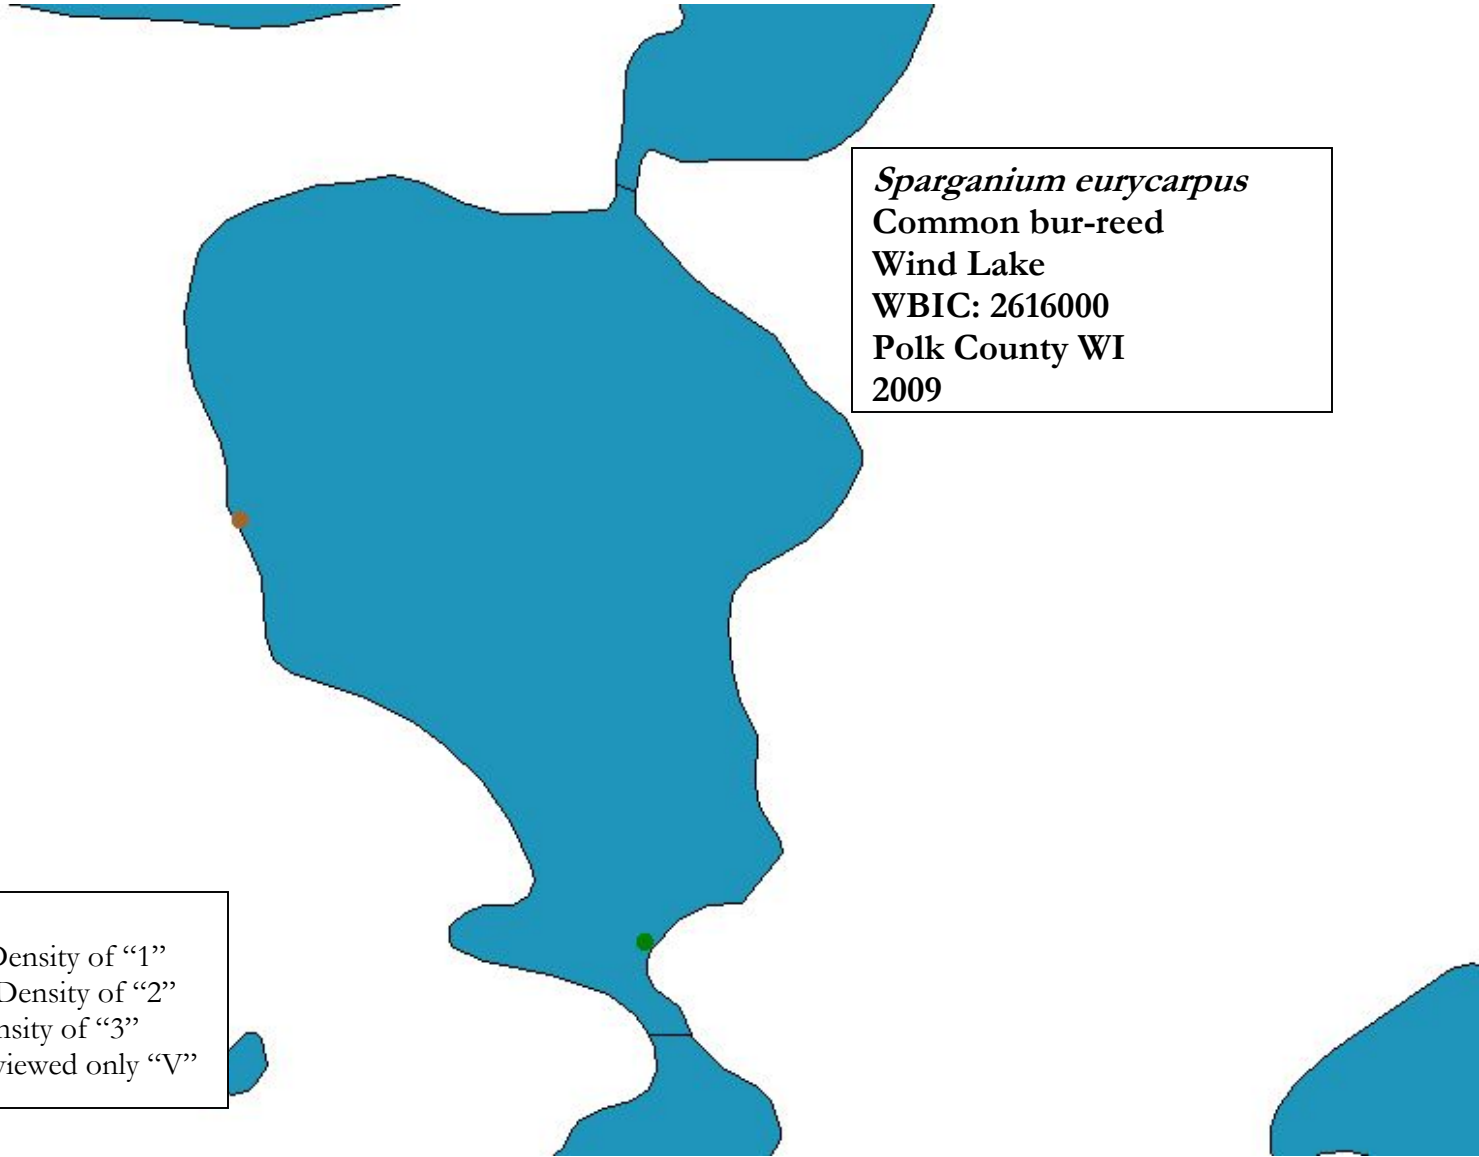 Sparganium eurycarpus
Common bur-reed
Wind Lake
WBIC: 2616000
Polk County WI
2009
Density of “1”
Density of “2”
of “3”
viewed only “V”